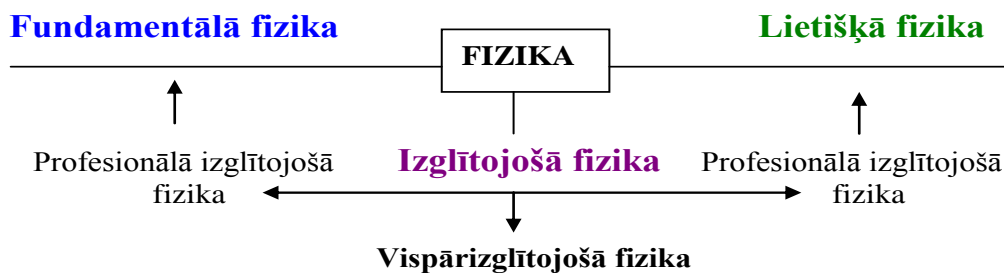 Fundamentālā fizika
Lietišķā fizika
FIZIKA
Profesionālā izglītojošā
fizika
Izglītojošā fizika
Profesionālā izglītojošā
fizika
Vispārizglītojošā fizika